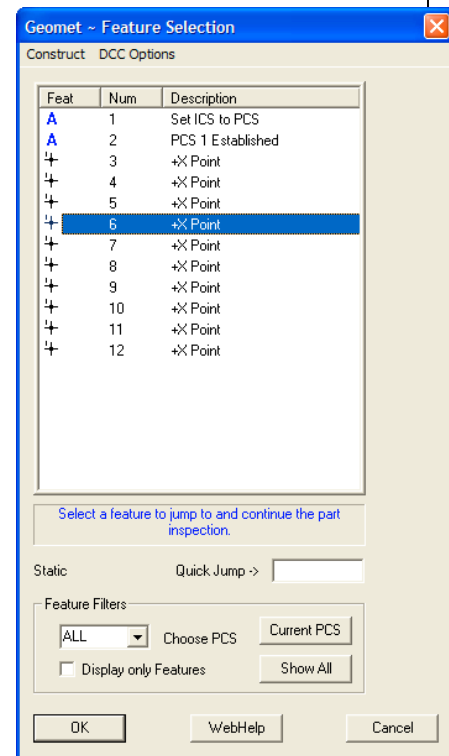 Geomet ~ Feature Selection
Construct DCC Options
Feat Num Description
A 1 Set ICS to PCS
A 2 PCS 1 Established
3 +X Point
4 +X Point
5 +X Point
6 +X Point
7 +X Point
8 +X Point
9 +X Point
10 +X Point
11 +X Point
12 +X Point
Select a feature to jump to and continue the part
inspection.
Static Quick Jump ->
Feature Filters
ALL Choose PCS Current PCS
Display only Features Show All
OK WebHelp Cancel